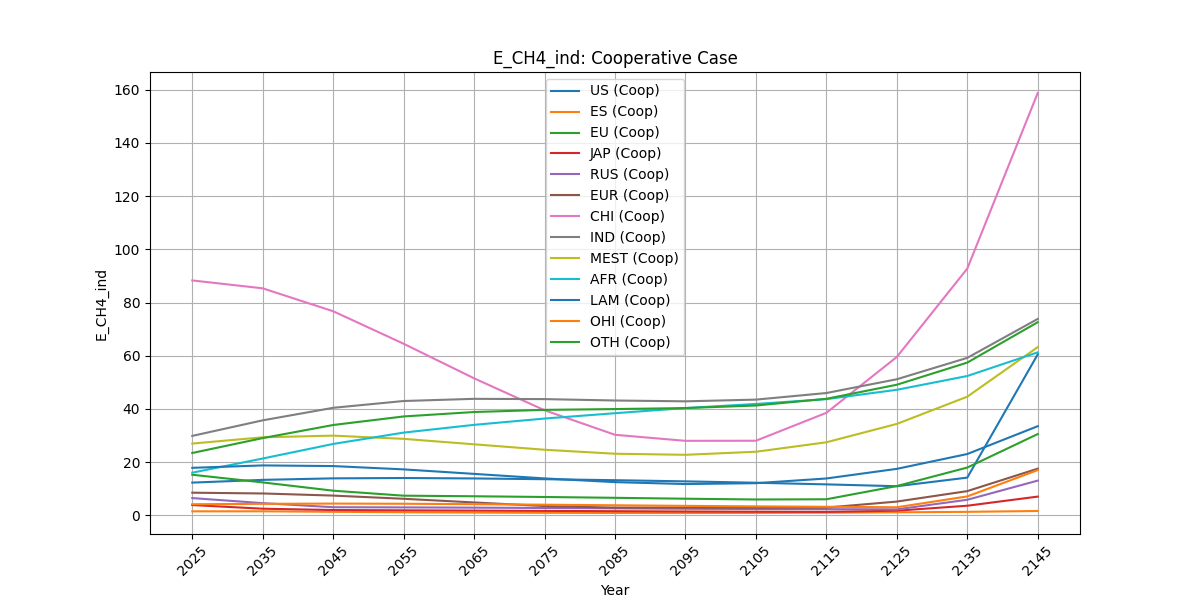 E_CH4_ind: Cooperative Case
E_CH4_ind
160
140
120
100
80
60
40
20
0
US (Coop)
ES (Coop)
EU (Coop)
JAP (Coop)
RUS (Coop)
EUR (Coop)
CHI (Coop)
IND (Coop)
MEST (Coop)
AFR (Coop)
LAM (Coop)
OHI (Coop)
OTH (Coop)
2025
2035
2045
2055
2065
2075
2085
2095
2105
2115
2125
2135
2145
Year